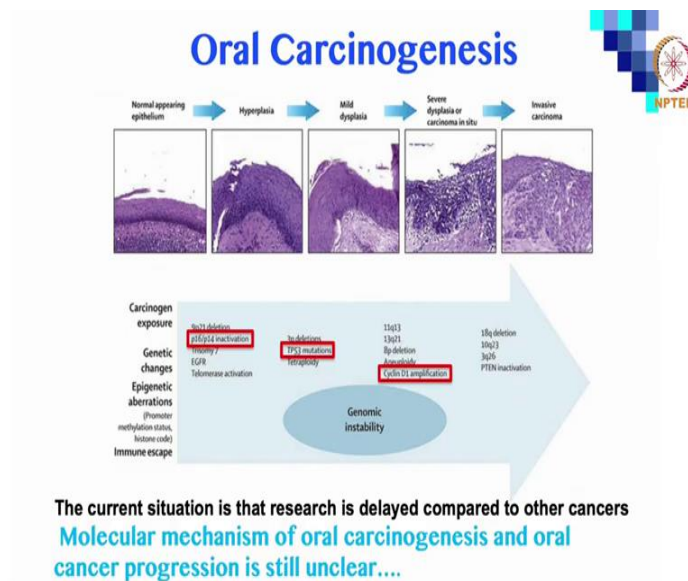 Oral Carcinogenesis
NPTEL
Normal appearing
epithelium
Hyperplasia
Mild
dysplasia
Severe
dysplasia or
carcinoma in situ
Invasive
carcinoma
Carcinogen
exposure
Genetic
changes
Epigenetic
aberrations
(Promoter
methylation status,
histone code)
Immune escape
9p21 deletion
p16/p14 inactivation
Trisomy 7
EGFR
Telomerase activation
3p deletions
TP53 mutations
Tetraploidy
11q13
13q21
8p deletion
Aneuploidy
Cyclin D1 amplification
18q deletion
10q23
3q26
PTEN inactivation
Genomic
instability
The current situation is that research is delayed compared to other cancers
Molecular mechanism of oral carcinogenesis and oral
cancer progression is still unclear....